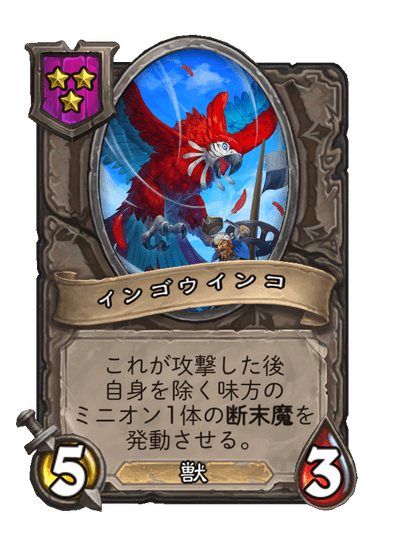 インゴウインコ
これが攻撃した後
自身を除く味方の
ミニオン1体の断末魔を
発動させる。
5
獣
3